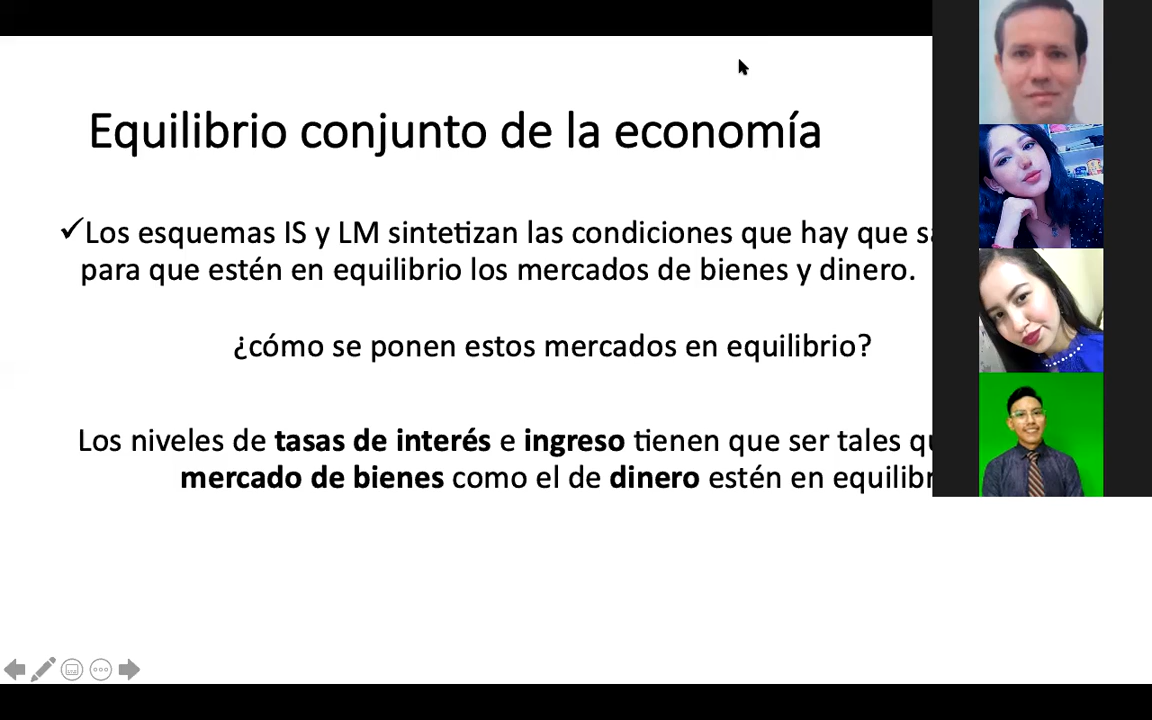 Equilibrio conjunto de la economía
✓Los esquemas IS y LM sintetizan las condiciones que hay que
para que estén en equilibrio los mercados de bienes y dinero.
¿cómo se ponen estos mercados en equilibrio?
Los niveles de tasas de interés e ingreso tienen que ser tales
mercado de bienes como el de dinero estén en